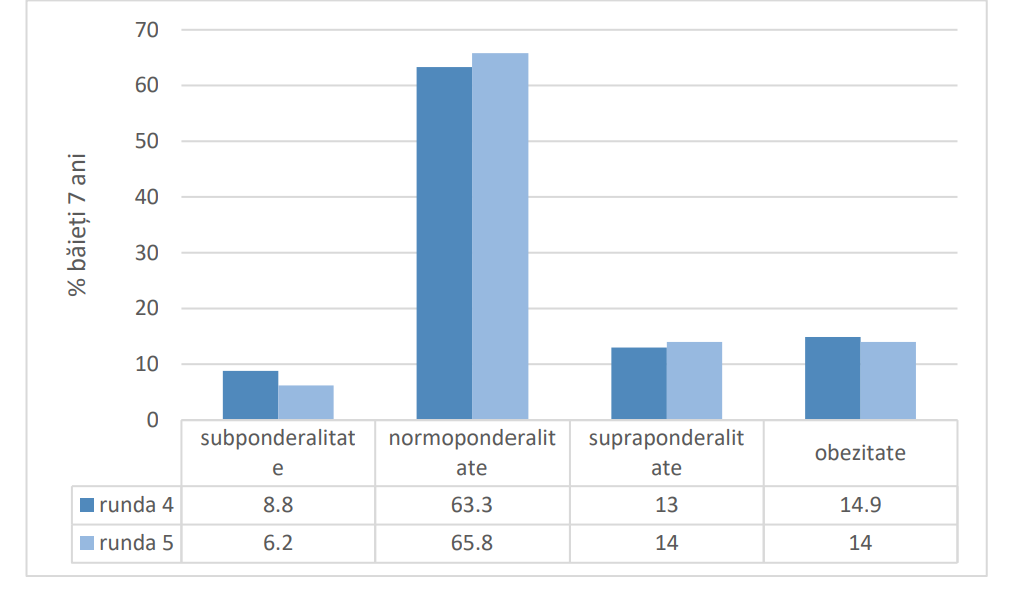 70
60
50
40
30
20
10
0
% băieți 7 ani
subponderalitat
e
normoponderalit
ate
supraponderalit
ate
obezitate
runda 4 8.8 63.3 13 14.9
runda 5 6.2 65.8 14 14